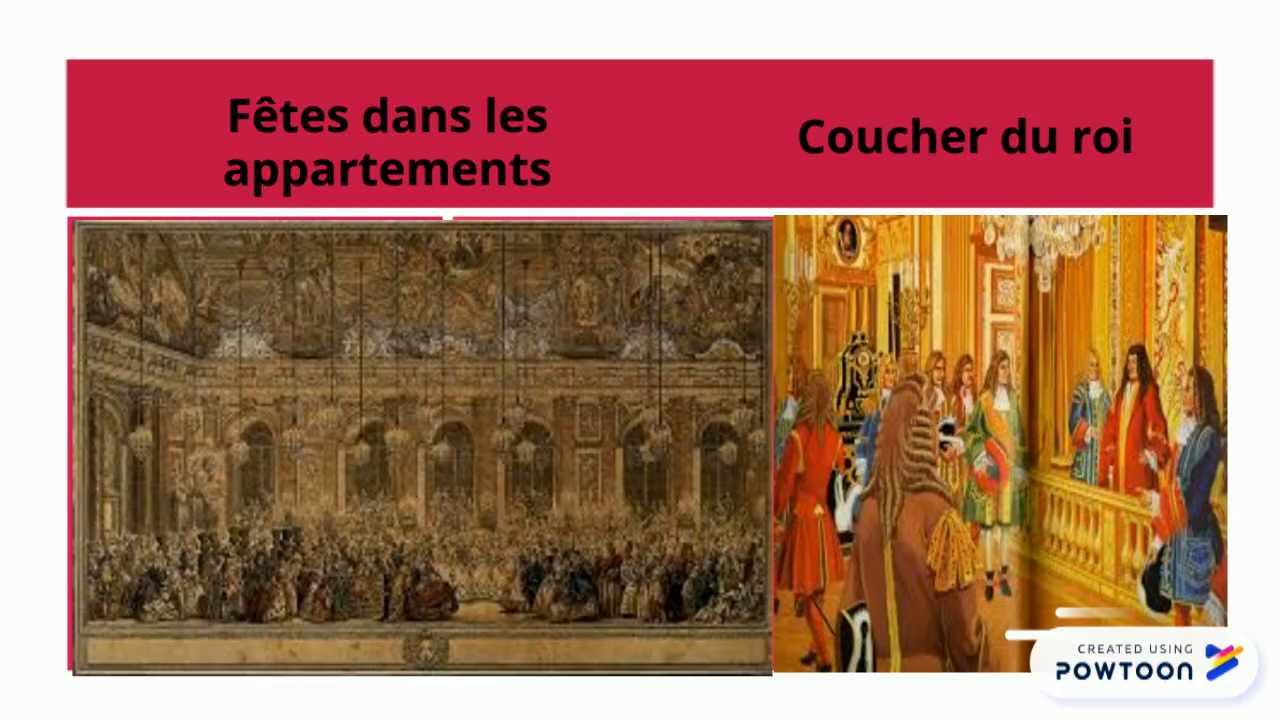 Fêtes dans les
appartements
Coucher du roi
CREATED USING
POWTOON